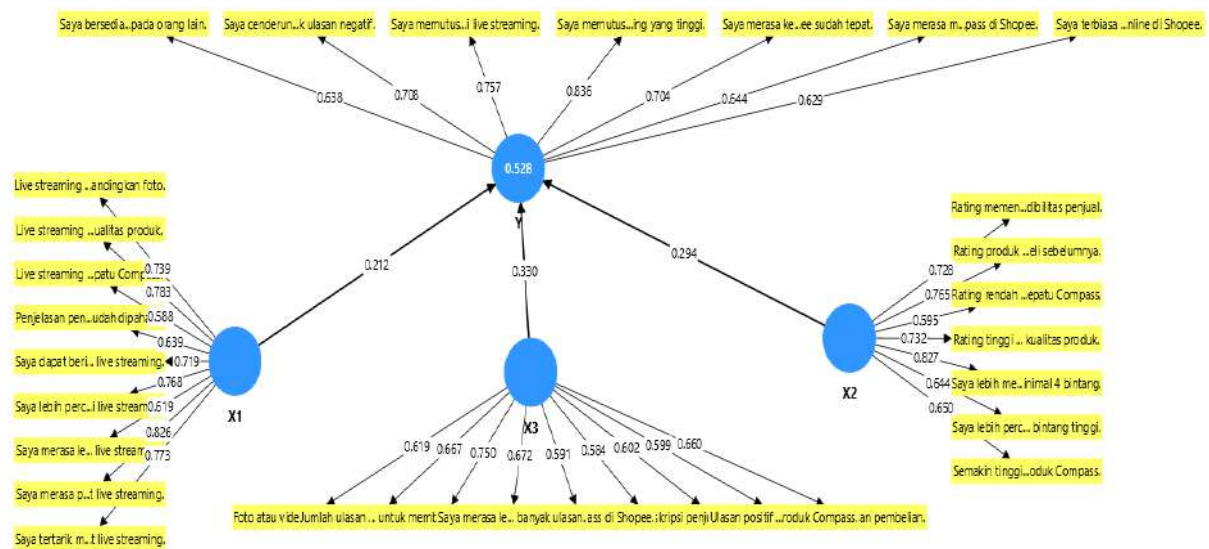 Saya bersedia ...pada orang lain.
Saya cenderun...k ulasan negatif.
Saya memutus...i live streaming.
Saya memutus...ing yang tinggi.
Saya merasa ke...ee sudah tepat.
Saya merasa m...pass di Shopee.
Saya terbiasa ...nline di Shopee.
0.638
0.708
0.757
0.836
0.704
0.644
0.629
0.528
Y
Live streaming ...andingkan foto.
Live streaming ...ualitas produk.
Live streaming ...patu Comp
Penjelasan pen...udah dipah
Saya dapat beri... live streaming.
Saya lebih perc...i live stream
Saya merasa le... live stream
Saya merasa p...t live streaming.
Saya tertarik m...t live streaming.
0.739
0.783
0.588
0.639
0.719
0.768
0.619
0.826
0.773
X1
0.212
0.330
0.294
Rating memen...dibilitas penjual.
Rating produk ...eli sebelumnya.
Rating rendah ...epatu Compass.
Rating tinggi ... kualitas produk.
Saya lebih me...inimal 4 bintang.
Saya lebih perc... bintang tinggi.
Semakin tinggi...oduk Compass.
0.728
0.765
0.595
0.732
0.827
0.644
0.650
X2
X3
0.619
0.667
0.750
0.672
0.591
0.584
0.602
0.599
0.660
Foto atau vide Jumlah ulasan ... untuk memb Saya merasa le... banyak ulasan. ass di Shopee. skripsi penj Ulasan positif ...roduk Compass. an pembelian.